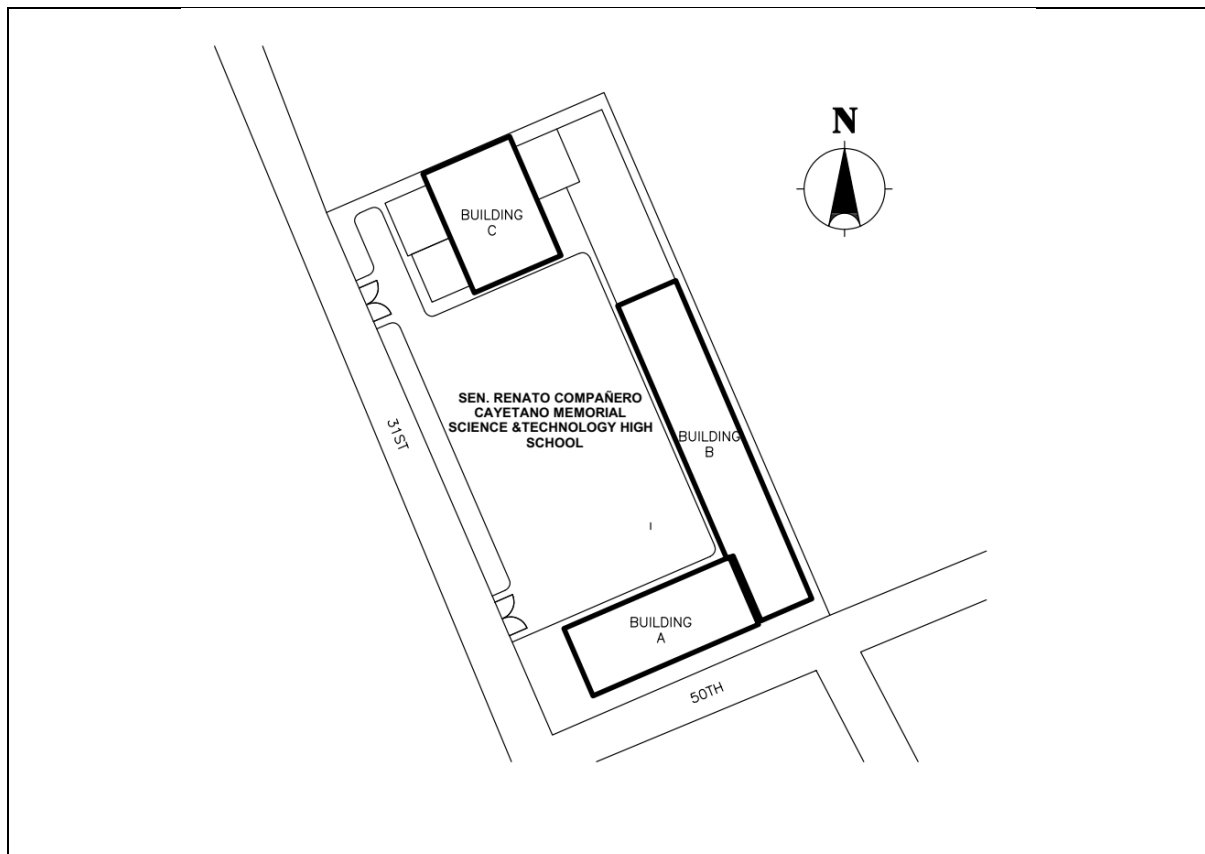 N
BUILDING
C
SEN. RENATO COMPAÑERO
CAYETANO MEMORIAL
SCIENCE &TECHNOLOGY HIGH
SCHOOL
31ST
BUILDING
B
BUILDING
A
50TH